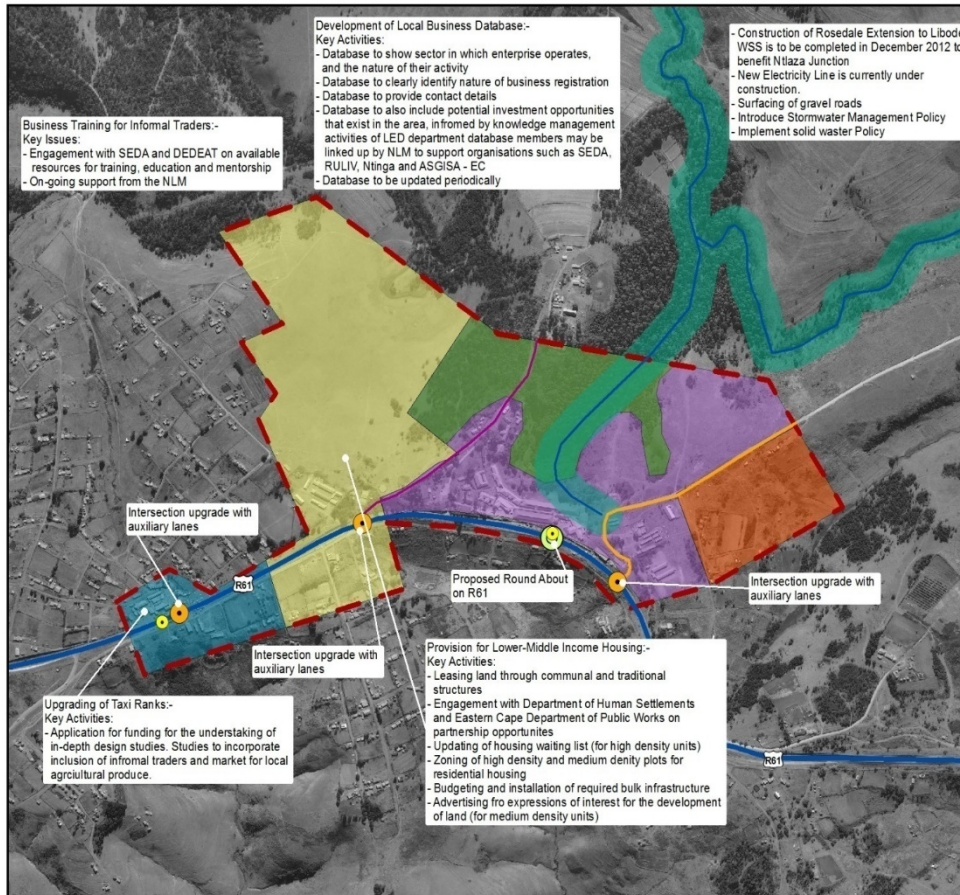 Development of Local Business Database:-
Key Activities:
- Database to show sector in which enterprise operates,
and the nature of their activity
- Database to clearly identify nature of business registration
- Database to provide contact details
- Database to also include potential investment opportunities
that exist in the area, infromed by knowledge management
activities of LED department database members may be
linked up by NLM to support organisations such as SEDA,
RULIV, Ntinga and ASGISA - EC
- Database to be updated periodically
- Construction of Rosedale Extension to Libode
WSS is to be completed in December 2012 to
benefit Ntlaza Junction
- New Electricity Line is currently under
construction.
- Surfacing of gravel roads
- Introduce Stormwater Management Policy
- Implement solid waster Policy
Business Training for Informal Traders:-
Key Issues:
- Engagement with SEDA and DEDEAT on available
resources for training, education and mentorship
- On-going support from the NLM
Intersection upgrade with
auxiliary lanes
R61
Proposed Round About
on R61
Intersection upgrade with
auxiliary lanes
Intersection upgrade with
auxiliary lanes
Upgrading of Taxi Ranks:-
Key Activities:
- Application for funding for the understaking of
in-depth design studies. Studies to incorporate
inclusion of infromal traders and market for local
agrcicultural produce.
Provision for Lower-Middle Income Housing:-
Key Activities:
- Leasing land through communal and traditional
structures
- Engagement with Department of Human Settlements
and Eastern Cape Department of Public Works on
partnership opportunites
- Updating of housing waiting list (for high density units)
- Zoning of high density and medium denity plots for
residential housing
- Budgeting and installation of required bulk infrastructure
- Advertising fro expressions of interest for the development
of land (for medium density units)
R61